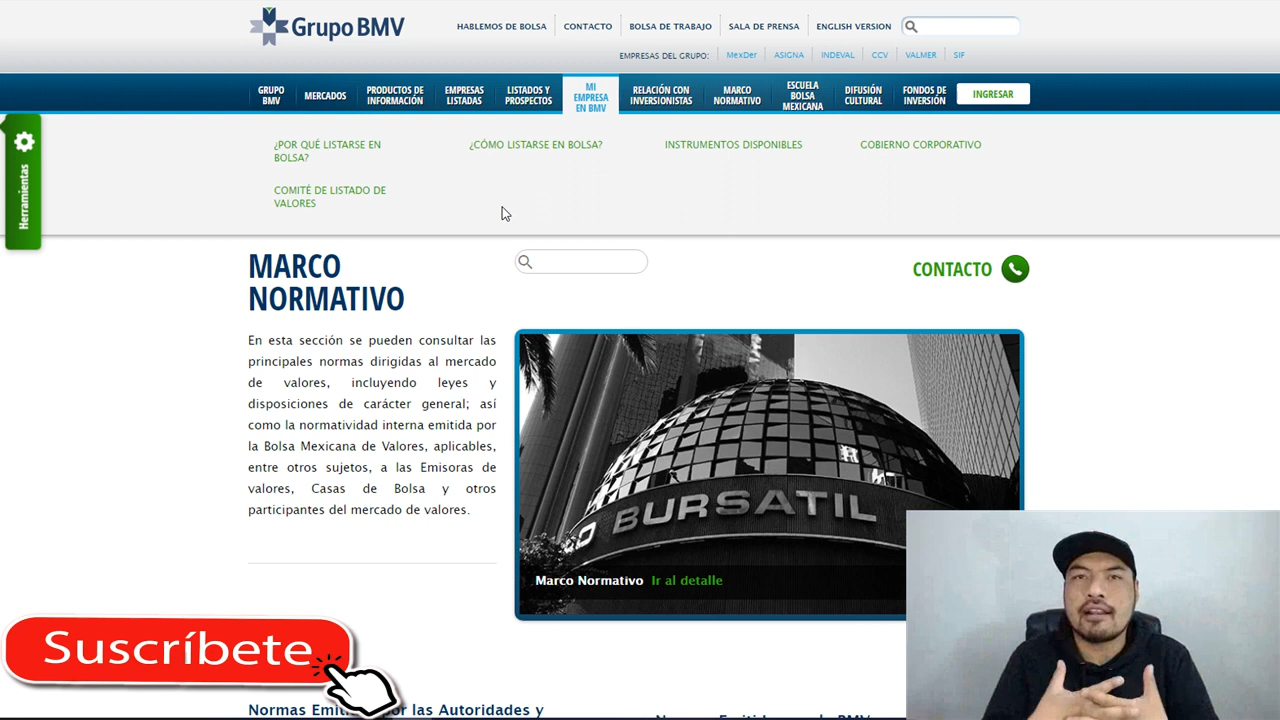 Grupo BMV
HABLEMOS DE BOLSA
CONTACTO
BOLSA DE TRABAJO
SALA DE PRENSA
ENGLISH VERSION
EMPRESAS DEL GRUPO:
MexDer
ASIGNA
INDEVAL
CCV
VALMER
SIF
GRUPO
BMV
MERCADOS
PRODUCTOS DE
INFORMACIÓN
EMPRESAS
LISTADAS
LISTADOS Y
PROSPECTOS
MI
EMPRESA
EN BMV
RELACIÓN CON
INVERSIONISTAS
MARCO
NORMATIVO
ESCUELA
BOLSA
MEXICANA
DIFUSIÓN
CULTURAL
FONDOS DE
INVERSIÓN
INGRESAR
Herramientas
¿POR QUÉ LISTARSE EN
BOLSA?
¿CÓMO LISTARSE EN BOLSA?
INSTRUMENTOS DISPONIBLES
GOBIERNO CORPORATIVO
COMITÉ DE LISTADO DE
VALORES
MARCO
NORMATIVO
CONTACTO
En esta sección se pueden consultar las
principales normas dirigidas al mercado
de valores, incluyendo leyes y
disposiciones de carácter general; así
como la normatividad interna emitida por
la Bolsa Mexicana de Valores, aplicables,
entre otros sujetos, a las Emisoras de
valores, Casas de Bolsa y otros
participantes del mercado de valores.
BURSATIL
Marco Normativo Ir al detalle
Suscríbete
por las Autoridades y